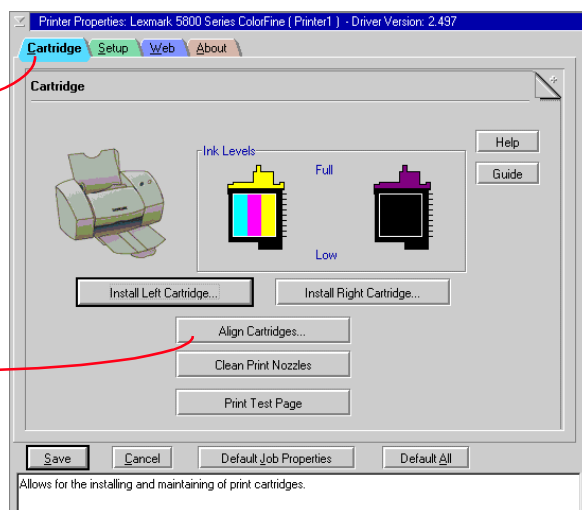 Printer Properties: Lexmark 5800 Series ColorFine ( Printer1 ) - Driver Version: 2.497
Cartridge Setup Web About
Cartridge
Ink Levels
Full
Low
Help
Guide
Install Left Cartridge... Install Right Cartridge...
Align Cartridges...
Clean Print Nozzles
Print Test Page
Save Cancel Default Job Properties Default All
Allows for the installing and maintaining of print cartridges.